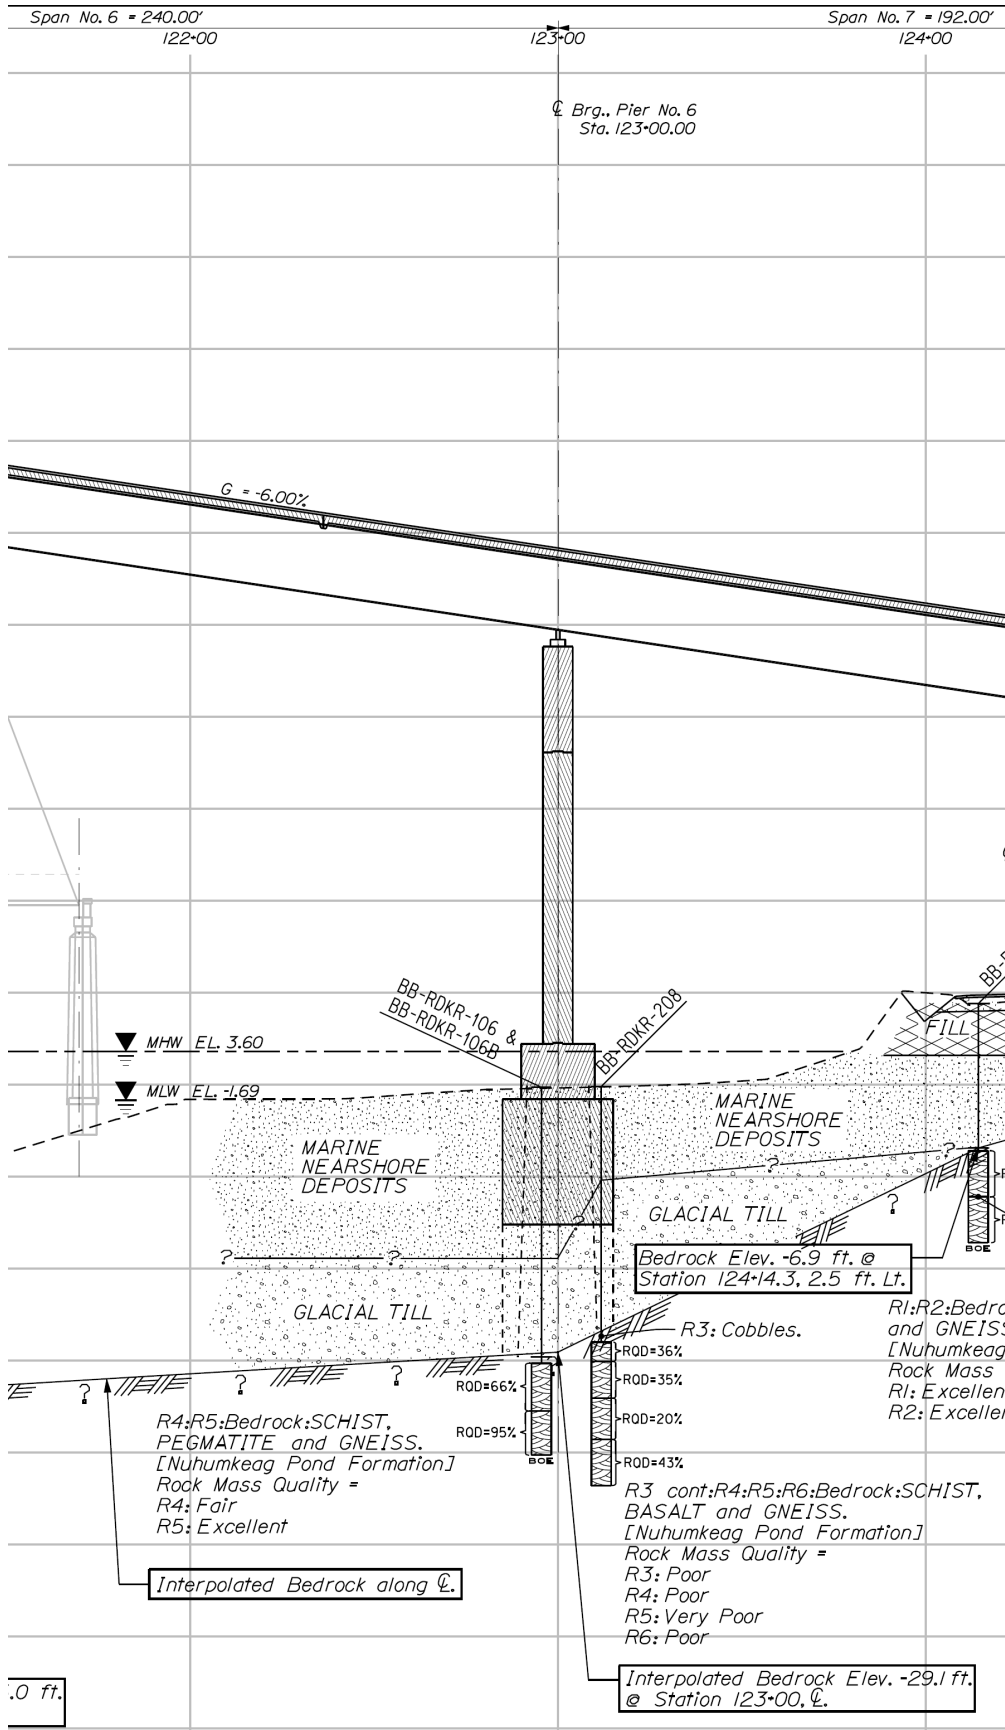 Span No. 6 = 240.00'
Span No. 7 = 192.00'
122+00
123+00
124+00
℄ Brg., Pier No. 6
Sta. 123+00.00
G = -6.00%
BB-RDKR-106 &
BB-RDKR-106B
BB-RDKR-208
FILL
MHW EL. 3.60
MLW EL. -1.69
MARINE
NEARSHORE
DEPOSITS
MARINE
NEARSHORE
DEPOSITS
GLACIAL TILL
Bedrock Elev. -6.9 ft. @
Station 124+14.3, 2.5 ft. Lt.
BOE
GLACIAL TILL
R3: Cobbles.
RQD=36%
RQD=66%
RQD=35%
RQD=95%
RQD=20%
BOE
RQD=43%
R4:R5:Bedrock:SCHIST,
PEGMATITE and GNEISS.
[Nuhumkeag Pond Formation]
Rock Mass Quality =
R4: Fair
R5: Excellent
R1:R2:Bedro
and GNEISS
[Nuhumkeag
Rock Mass
R1: Excellen
R2: Excellen
R3 cont:R4:R5:R6:Bedrock:SCHIST,
BASALT and GNEISS.
[Nuhumkeag Pond Formation]
Rock Mass Quality =
R3: Poor
R4: Poor
R5: Very Poor
R6: Poor
Interpolated Bedrock along ℄.
Interpolated Bedrock Elev. -29.1 ft.
@ Station 123+00, ℄.
.0 ft.